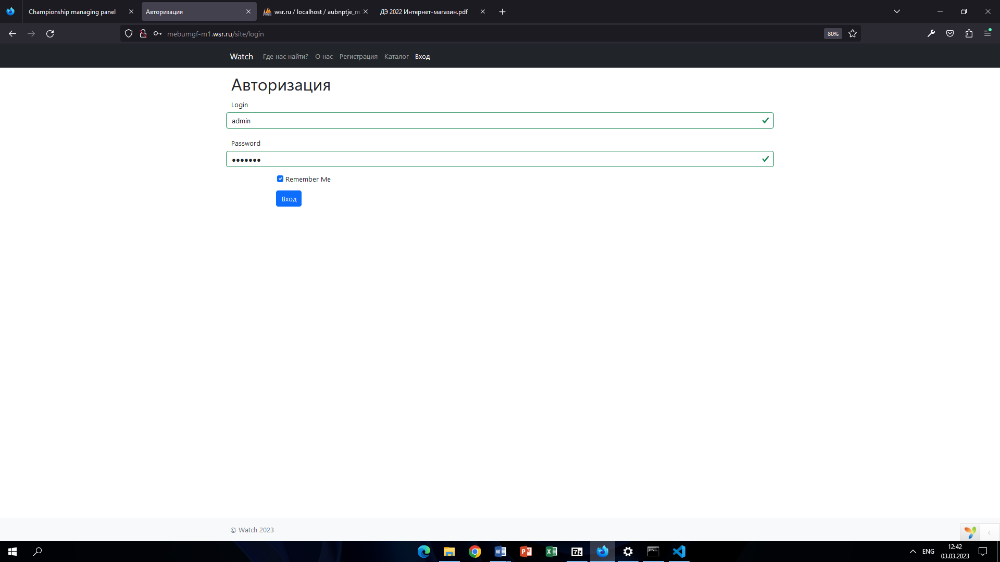 Championship managing panel
Авторизация
wsr.ru / localhost / aubnptje_m
ДЭ 2022 Интернет-магазин.pdf
mebumgf-m1.wsr.ru/site/login
80%
Watch Где нас найти? О нас Регистрация Каталог Вход
Авторизация
Login
admin
Password
Remember Me
Вход
© Watch 2023
ENG
12:42
03.03.2023